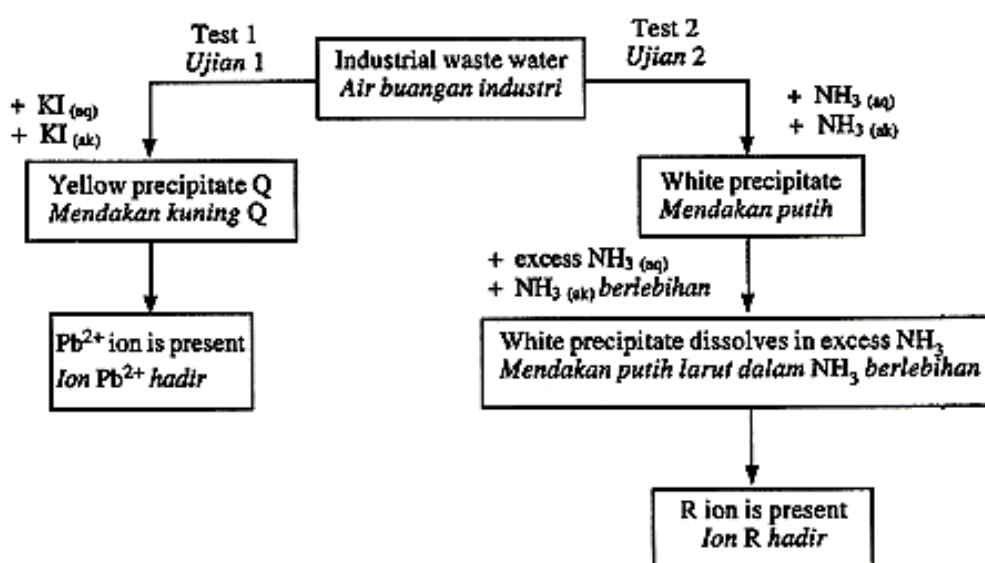 Test 1
Ujian 1
Industrial waste water
Air buangan industri
Test 2
Ujian 2
+ KI (aq)
+ KI (ak)
+ NH₃ (aq)
+ NH₃ (ak)
Yellow precipitate Q
Mendakan kuning Q
White precipitate
Mendakan putih
+ excess NH₃ (aq)
+ NH₃ (ak) berlebihan
Pb²⁺ ion is present
Ion Pb²⁺ hadir
White precipitate dissolves in excess NH₃
Mendakan putih larut dalam NH₃ berlebihan
R ion is present
Ion R hadir